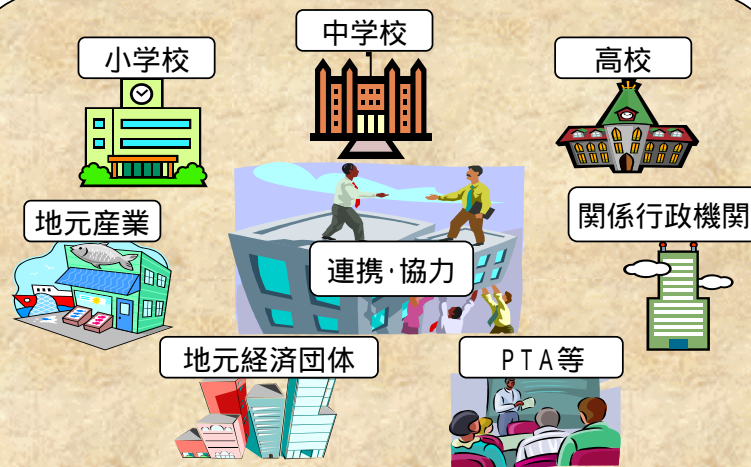 小学校
中学校
高校
地元産業
関係行政機関
連携・協力
地元経済団体
PTA等